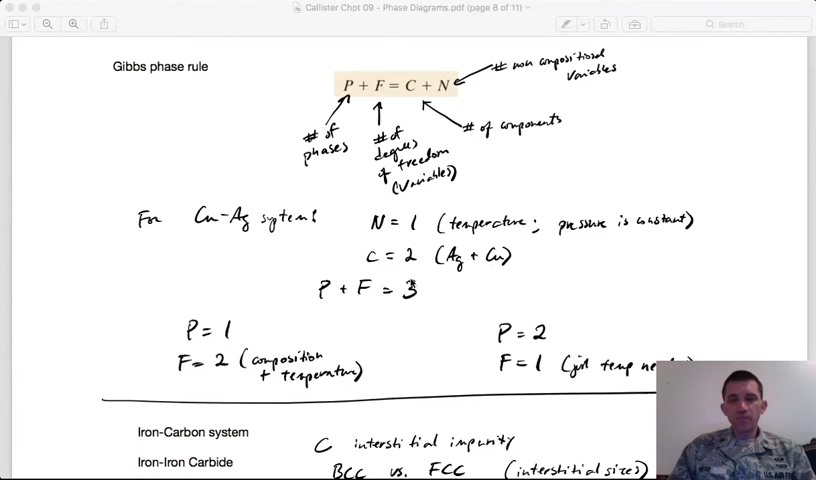 Callister Chpt 09 - Phase Diagrams.pdf (page 8 of 11)
Search
Gibbs phase rule
P + F = C + N
# non compositional
variables
# of
phases
# of
degrees
of freedom
(variables)
# of components
For Cu-Ag system:
N = 1 (temperature; pressure is constant)
C = 2 (Ag + Cu)
P + F = 3
P = 1
F = 2 (composition
+ temperature)
P = 2
F = 1 (just temp
Iron-Carbon system
C interstitial impurity
Iron-Iron Carbide
BCC vs. FCC (interstitial sizes)